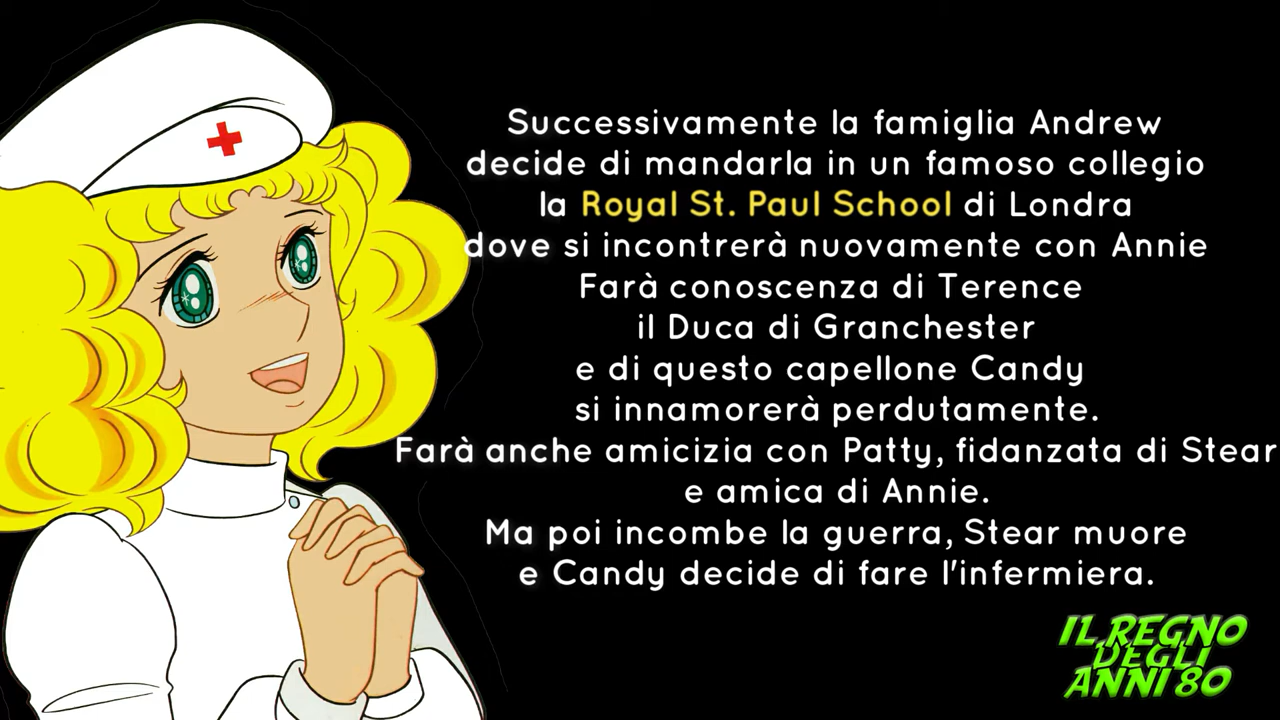 Successivamente la famiglia Andrew
decide di mandarla in un famoso collegio
la Royal St. Paul School di Londra
dove si incontrerà nuovamente con Annie
Farà conoscenza di Terence
il Duca di Granchester
e di questo capellone Candy
si innamorerà perdutamente.
Farà anche amicizia con Patty, fidanzata di Stear
e amica di Annie.
Ma poi incombe la guerra, Stear muore
e Candy decide di fare l'infermiera.
IL REGNO
DEGLI
ANNI 80